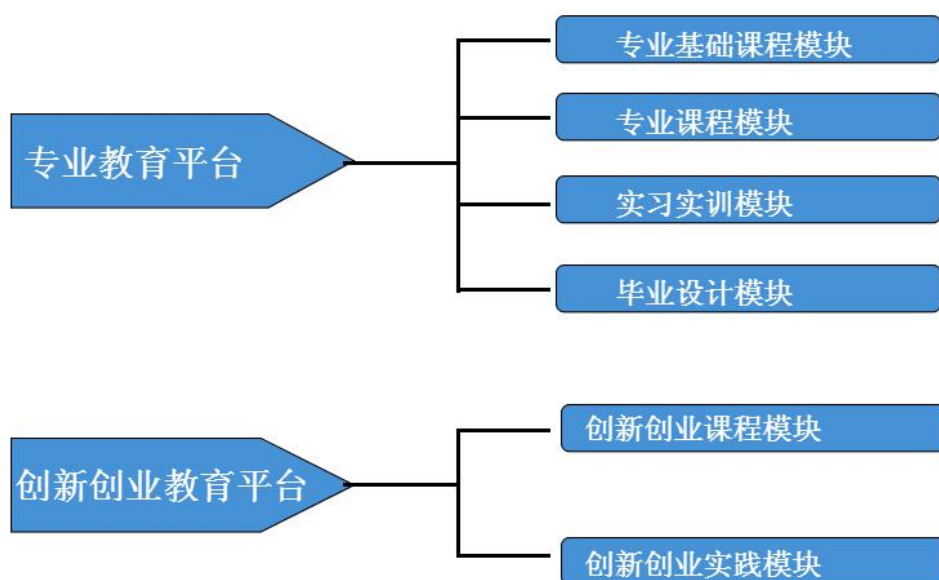 专业教育平台
专业基础课程模块
专业课程模块
实习实训模块
毕业设计模块
创新创业教育平台
创新创业课程模块
创新创业实践模块